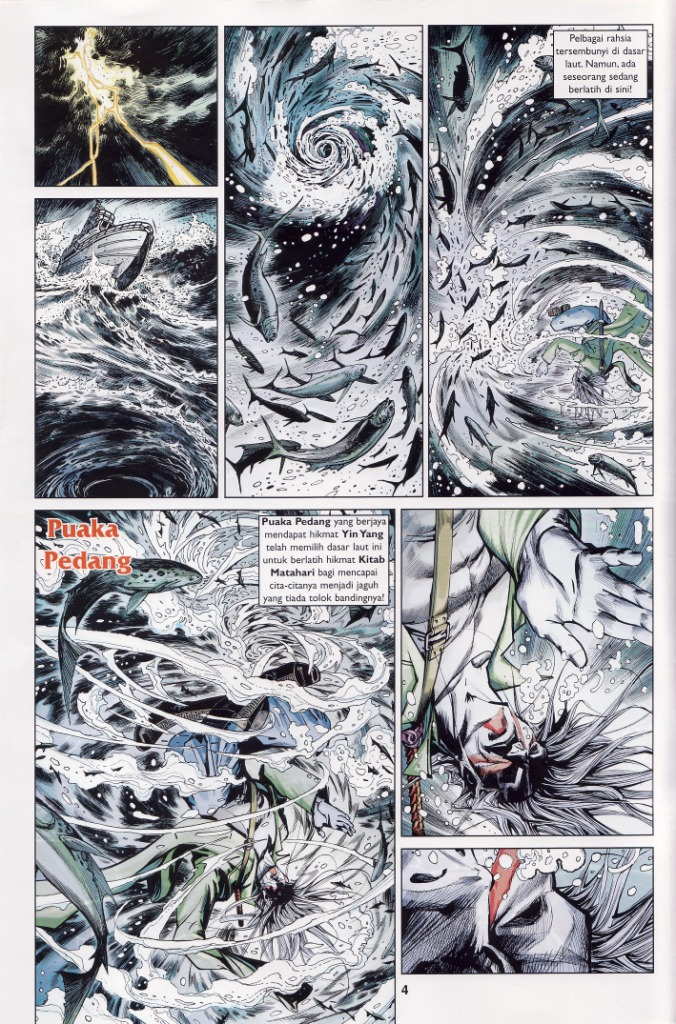 Pelbagai rahsia
tersembunyi di dasar
laut. Namun, ada
seseorang sedang
berlatih di sini!
Puaka
Pedang
Puaka Pedang yang berjaya
mendapat hikmat Yin Yang
telah memilih dasar laut ini
untuk berlatih hikmat Kitab
Matahari bagi mencapai
cita-citanya menjadi jaguh
yang tiada tolok bandingnya!
4